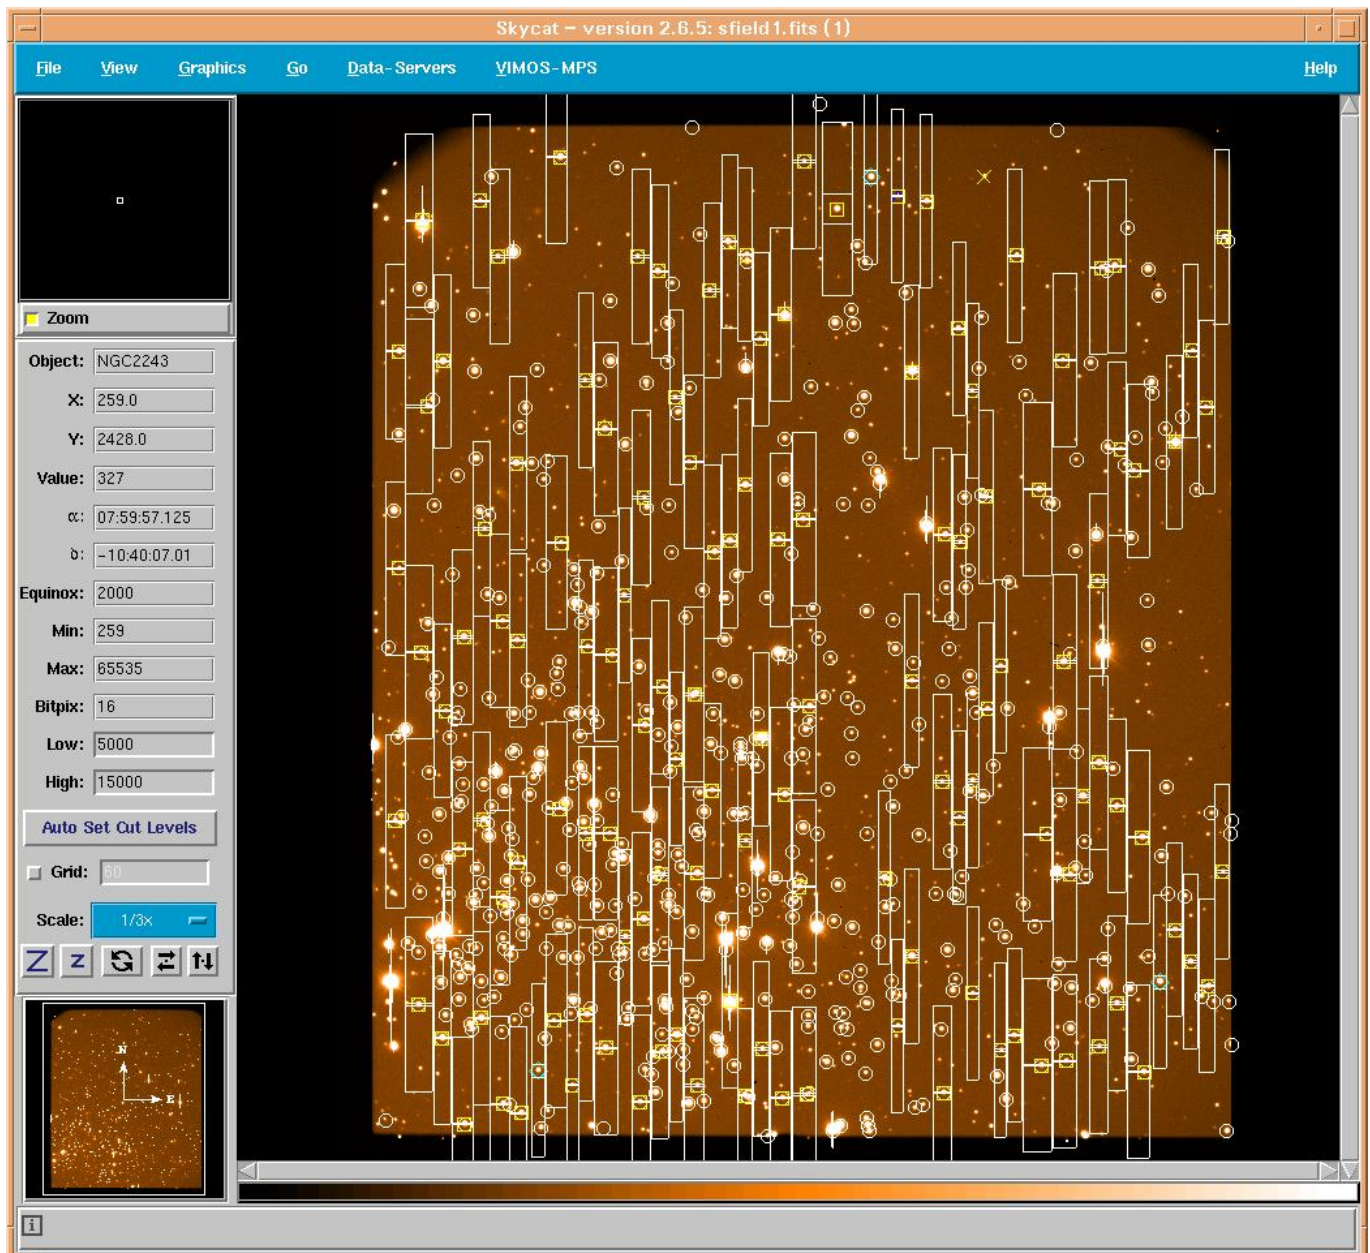 Skycat – version 2.6.5: sfield1.fits (1)
File View Graphics Go Data-Servers VIMOS-MPS Help
Zoom
Object: NGC2243
X: 259.0
Y: 2428.0
Value: 327
α: 07:59:57.125
δ: -10:40:07.01
Equinox: 2000
Min: 259
Max: 65535
Bitpix: 16
Low: 5000
High: 15000
Auto Set Cut Levels
Grid: 60
Scale: 1/3x
Z z
N
E
i